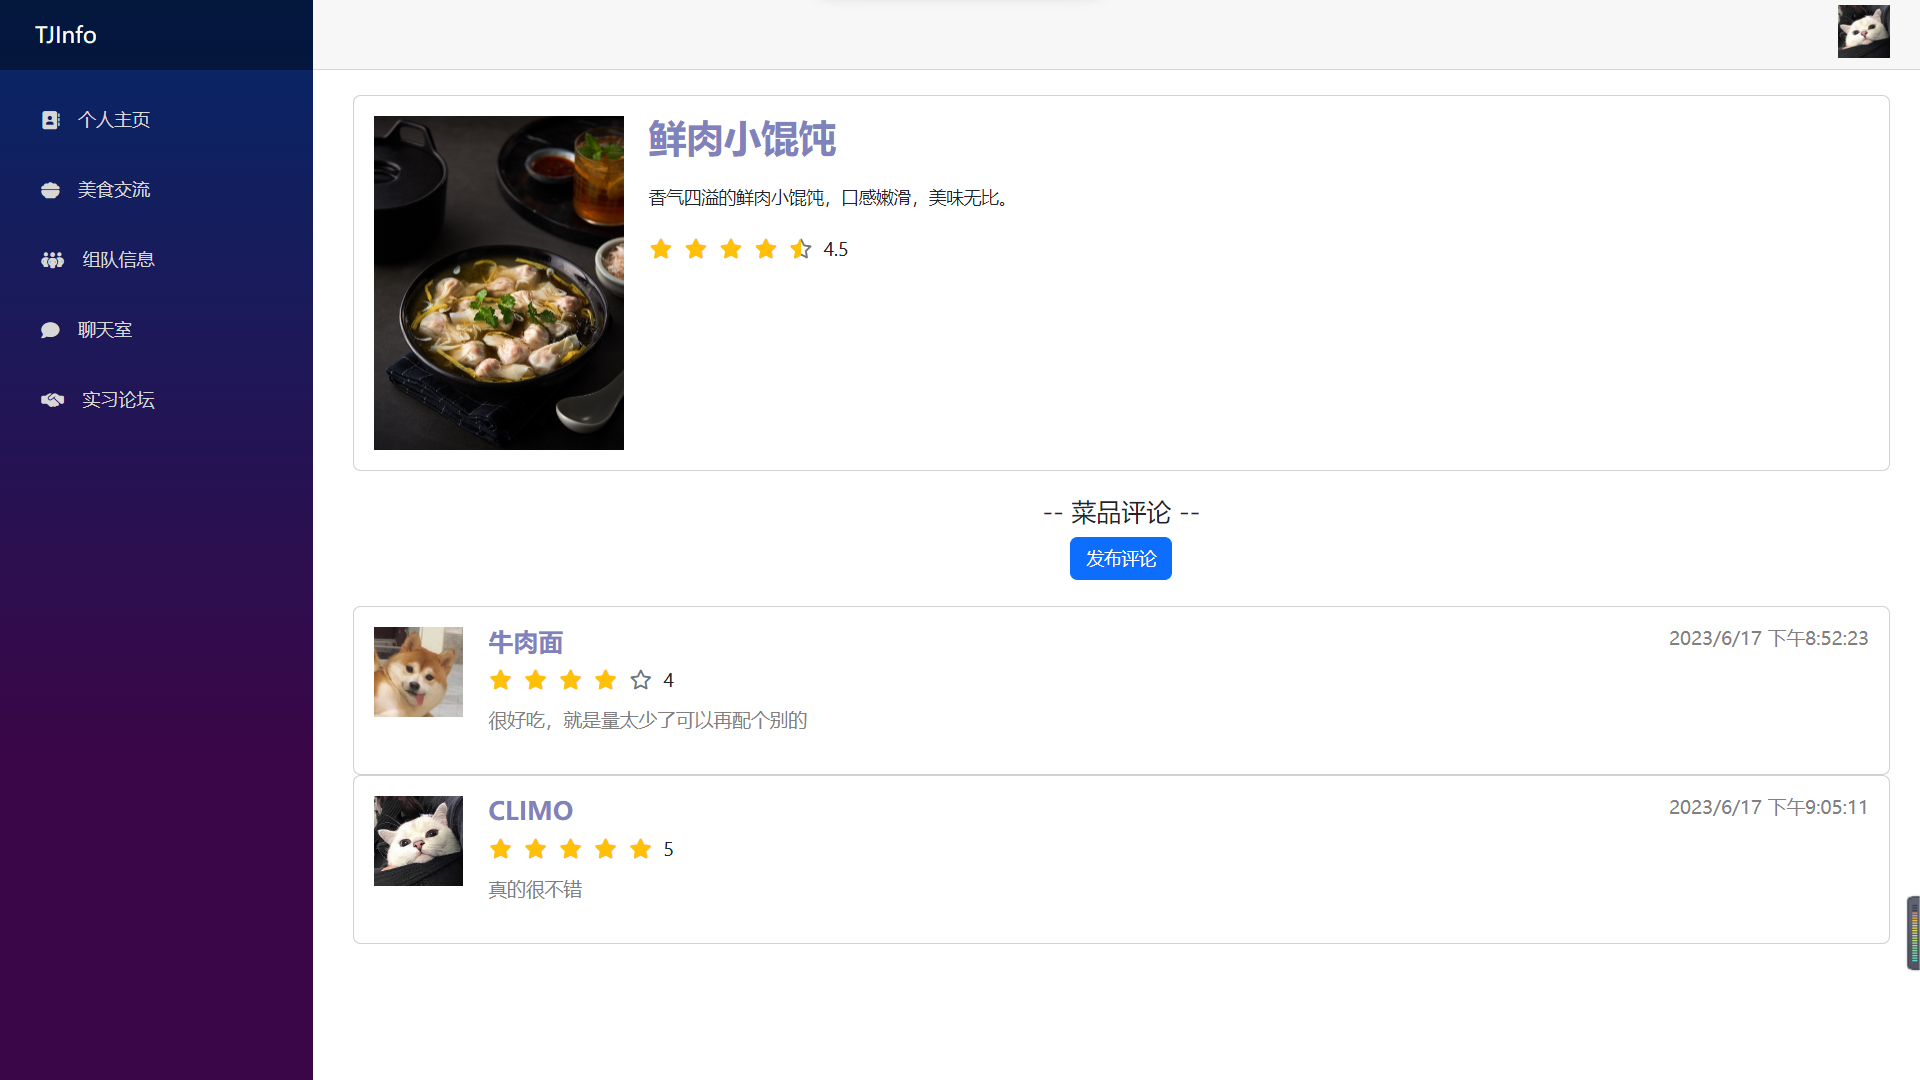 TJInfo
个人主页
美食交流
组队信息
聊天室
实习论坛
鲜肉小馄饨
香气四溢的鲜肉小馄饨，口感嫩滑，美味无比。
4.5
-- 菜品评论 --
发布评论
牛肉面
2023/6/17 下午8:52:23
4
很好吃，就是量太少了可以再配个别的
CLIMO
2023/6/17 下午9:05:11
5
真的很不错